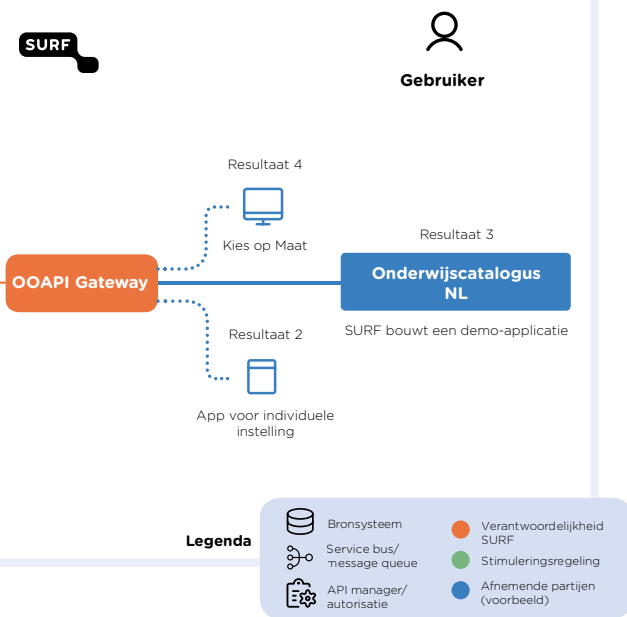 SURF
Gebruiker
Resultaat 4
Kies op Maat
Resultaat 3
OOAPI Gateway
Onderwijscatalogus
NL
SURF bouwt een demo-applicatie
Resultaat 2
App voor individuele
instelling
Legenda
Bronsysteem
Service bus/
message queue
API manager/
autorisatie
Verantwoordelijkheid
SURF
Stimuleringsregeling
Afnemende partijen
(voorbeeld)